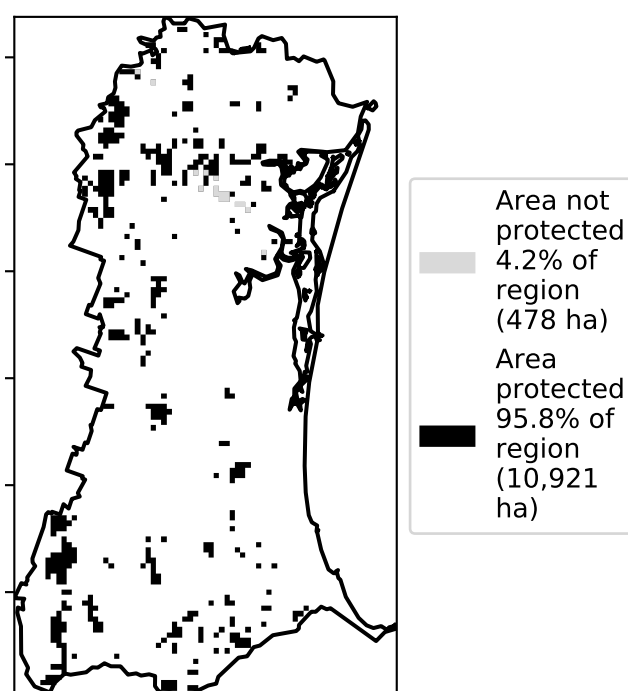 Area not
protected
4.2% of
region
(478 ha)
Area
protected
95.8% of
region
(10,921
ha)